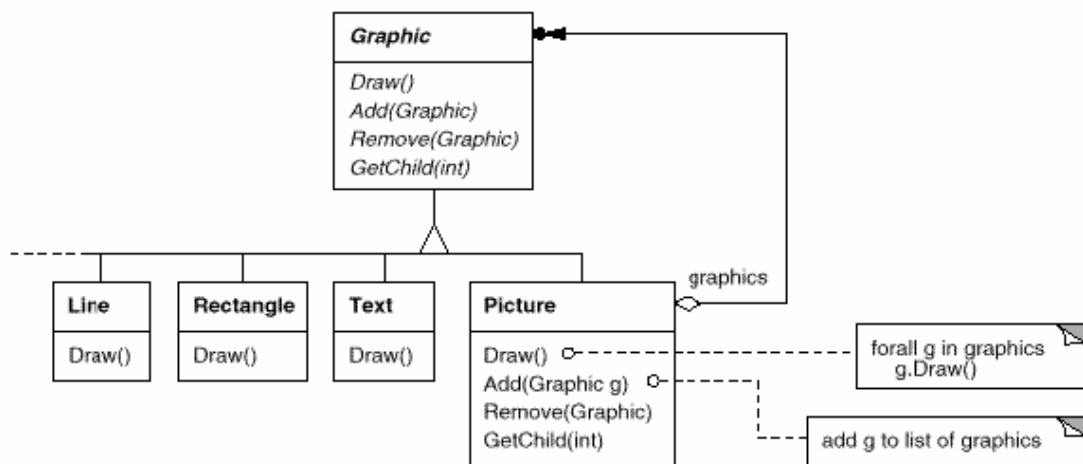 Graphic
Draw()
Add(Graphic)
Remove(Graphic)
GetChild(int)
graphics
Line
Draw()
Rectangle
Draw()
Text
Draw()
Picture
Draw()
Add(Graphic g)
Remove(Graphic)
GetChild(int)
forall g in graphics
g.Draw()
add g to list of graphics